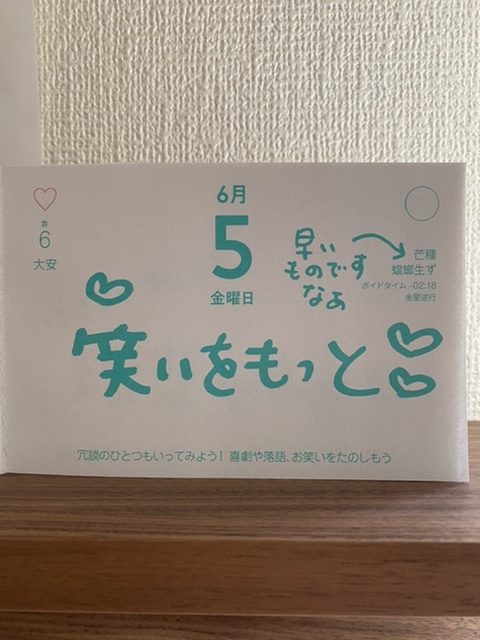 6月
5
金曜日
数
6
大安
早い
ものです
なぁ
芒種
蟷螂生ず
ボイドタイム -02:18
金星逆行
笑いをもっと
冗談のひとつもいってみよう! 喜劇や落語、お笑いをたのしもう